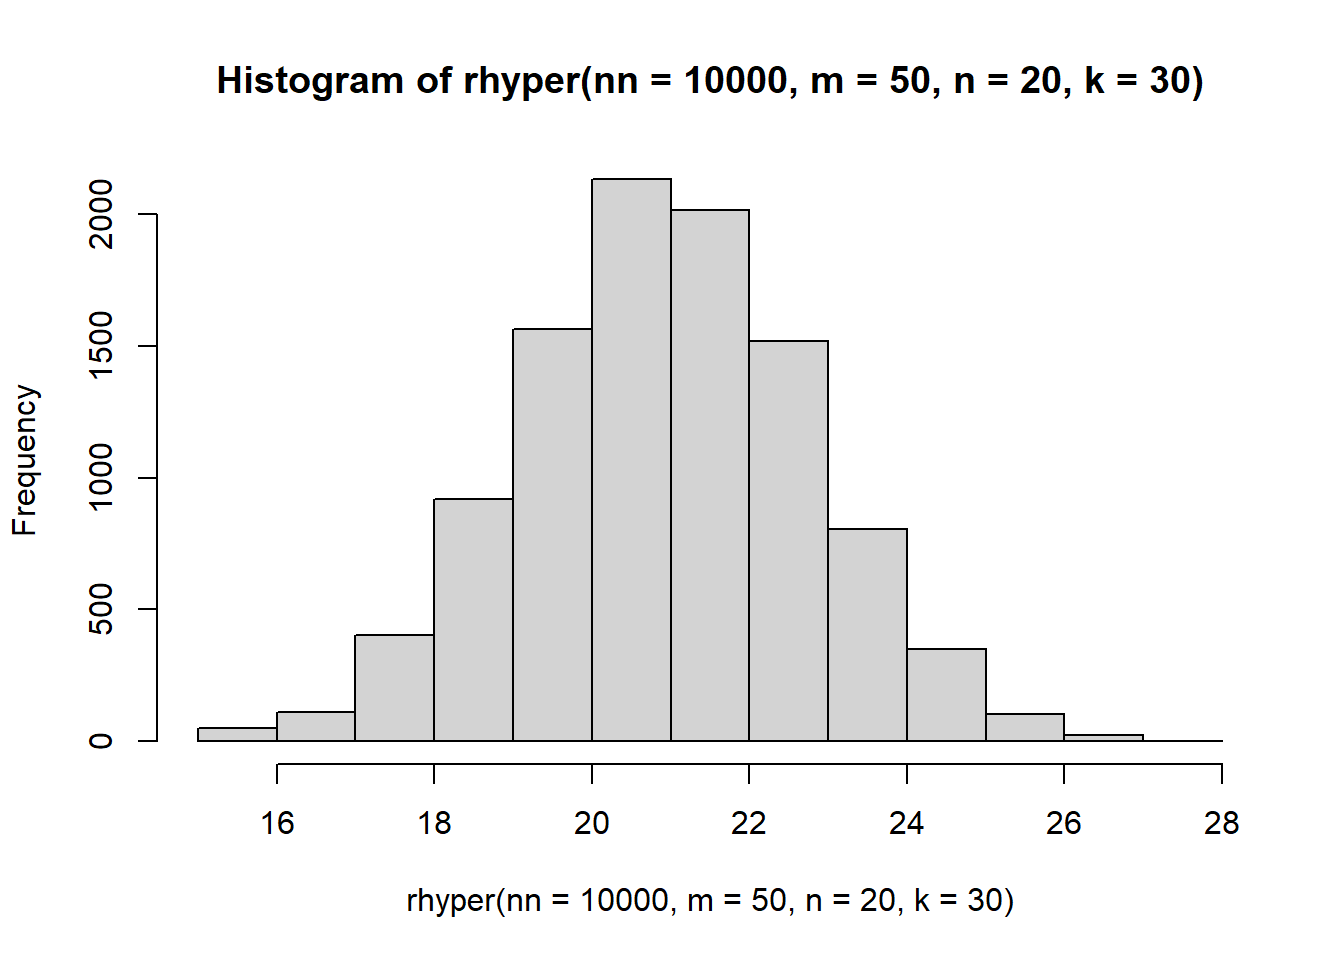 Histogram of rhyper(nn = 10000, m = 50, n = 20, k = 30)
Frequency
2000
1500
1000
500
0
16 18 20 22 24 26 28
rhyper(nn = 10000, m = 50, n = 20, k = 30)